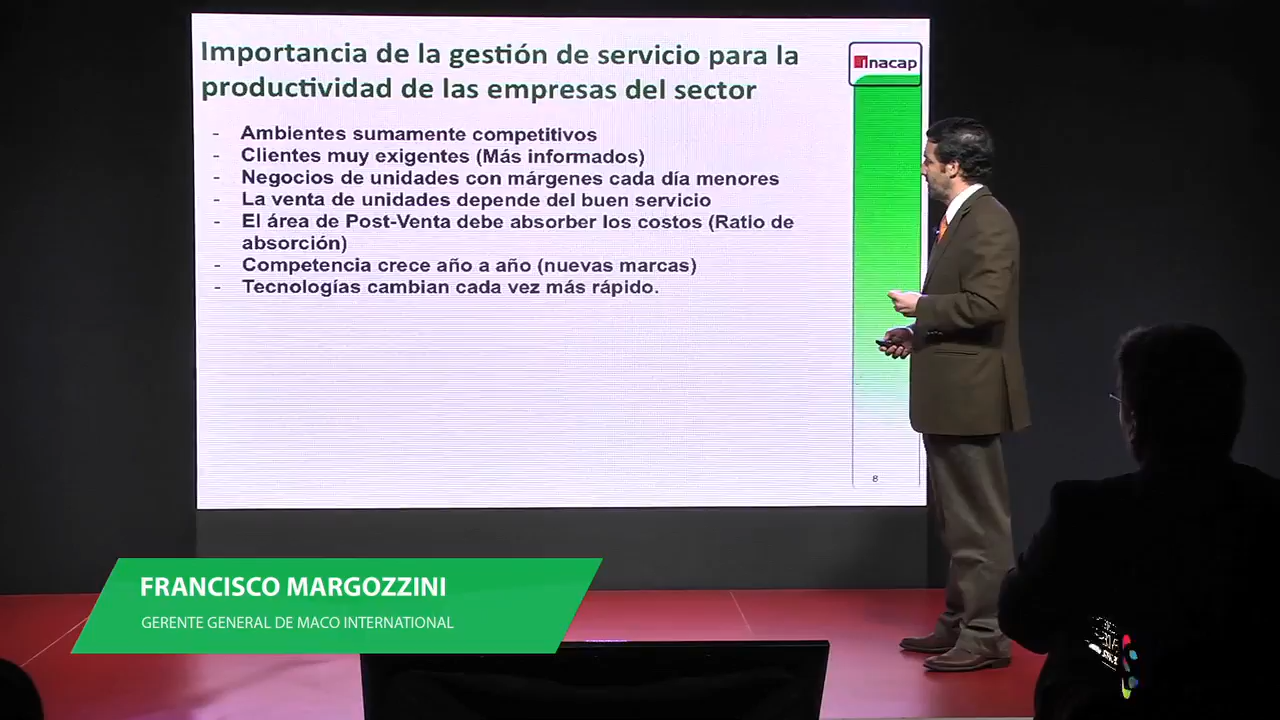 Importancia de la gestión de servicio para la
productividad de las empresas del sector
Inacap
- Ambientes sumamente competitivos
- Clientes muy exigentes (Más informados)
- Negocios de unidades con márgenes cada día menores
- La venta de unidades depende del buen servicio
- El área de Post-Venta debe absorber los costos (Ratio de
absorción)
- Competencia crece año a año (nuevas marcas)
- Tecnologías cambian cada vez más rápido.
8
FRANCISCO MARGOZZINI
GERENTE GENERAL DE MACO INTERNATIONAL